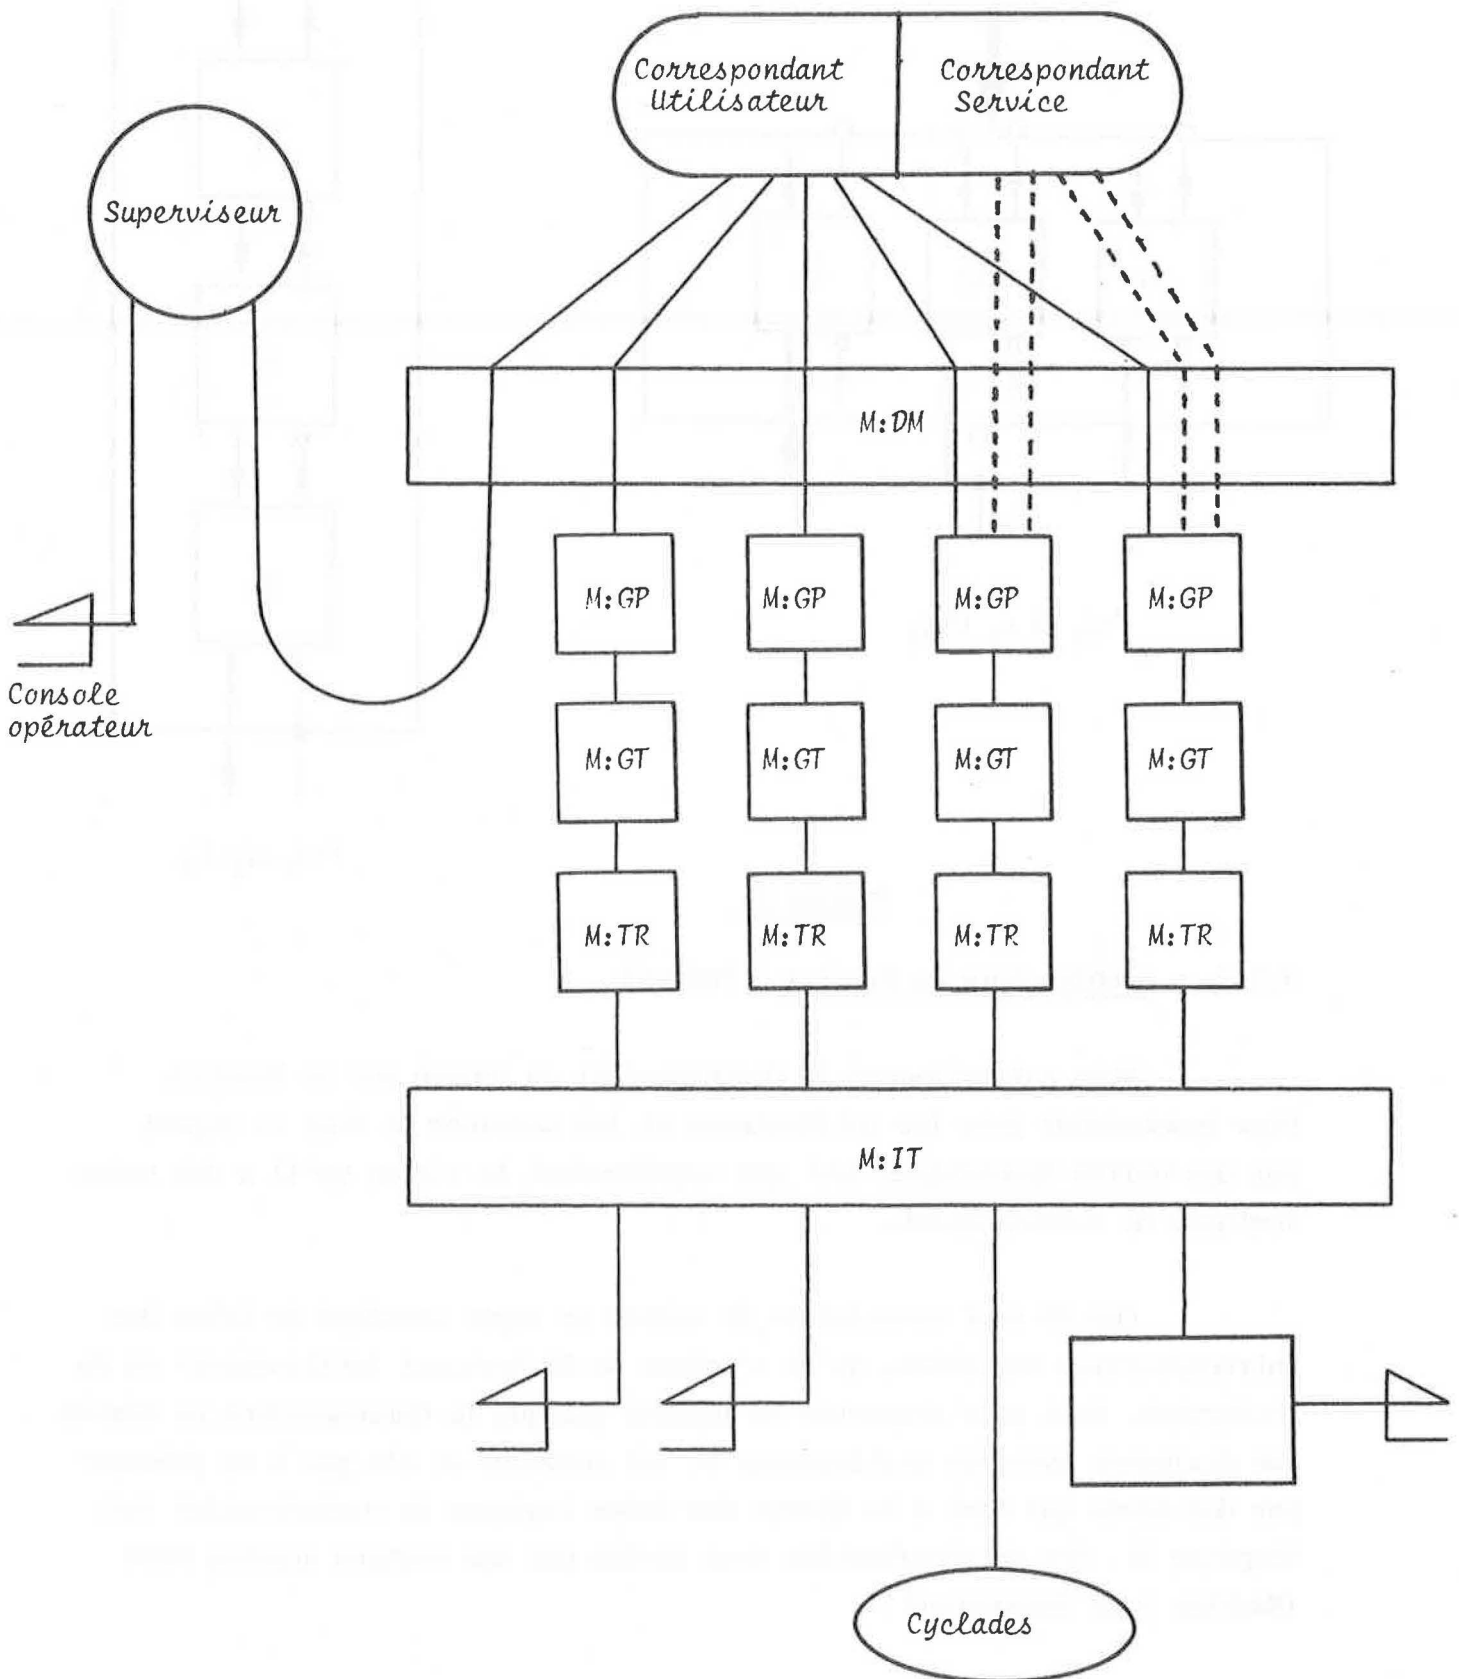 Correspondant
Utilisateur
Correspondant
Service
Superviseur
M:DM
M:GP
M:GP
M:GP
M:GP
Console
opérateur
M:GT
M:GT
M:GT
M:GT
M:TR
M:TR
M:TR
M:TR
M:IT
Cyclades